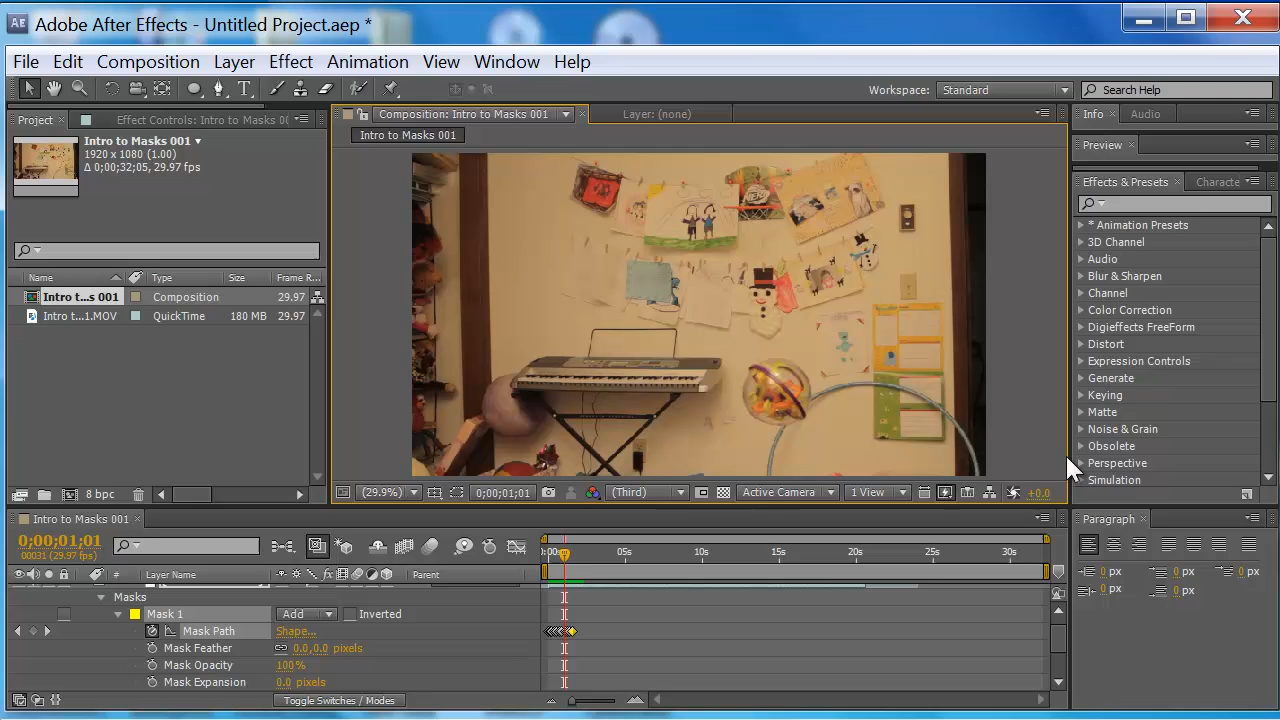 AE Adobe After Effects - Untitled Project.aep *
File Edit Composition Layer Effect Animation View Window Help
Workspace: Standard Search Help
Project Effect Controls: Intro to Masks 00
Composition: Intro to Masks 001 Layer: (none)
Info Audio
Intro to Masks 001
1920 x 1080 (1.00)
Δ 0;00;32;05, 29.97 fps
Intro to Masks 001
Preview
Effects & Presets Characte
* Animation Presets
3D Channel
Audio
Blur & Sharpen
Channel
Color Correction
Digieffects FreeForm
Distort
Expression Controls
Generate
Keying
Matte
Noise & Grain
Obsolete
Perspective
Simulation
Name Type Size Frame R...
Intro t...s 001 Composition 29.97
Intro t...1.MOV QuickTime 180 MB 29.97
8 bpc
(29.9%) 0;00;01;01 (Third) Active Camera 1 View +0.0
Intro to Masks 001
0;00;01;01
00031 (29.97 fps)
):00s 05s 10s 15s 20s 25s 30s
# Layer Name Parent
Masks
Mask 1 Add Inverted
Mask Path Shape...
Mask Feather 0.0,0.0 pixels
Mask Opacity 100%
Mask Expansion 0.0 pixels
Toggle Switches / Modes
Paragraph
0 px 0 px 0 px
0 px 0 px